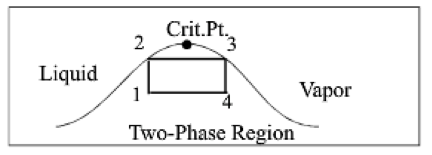 Crit.Pt.
2 3
Liquid
1 4
Vapor
Two-Phase Region